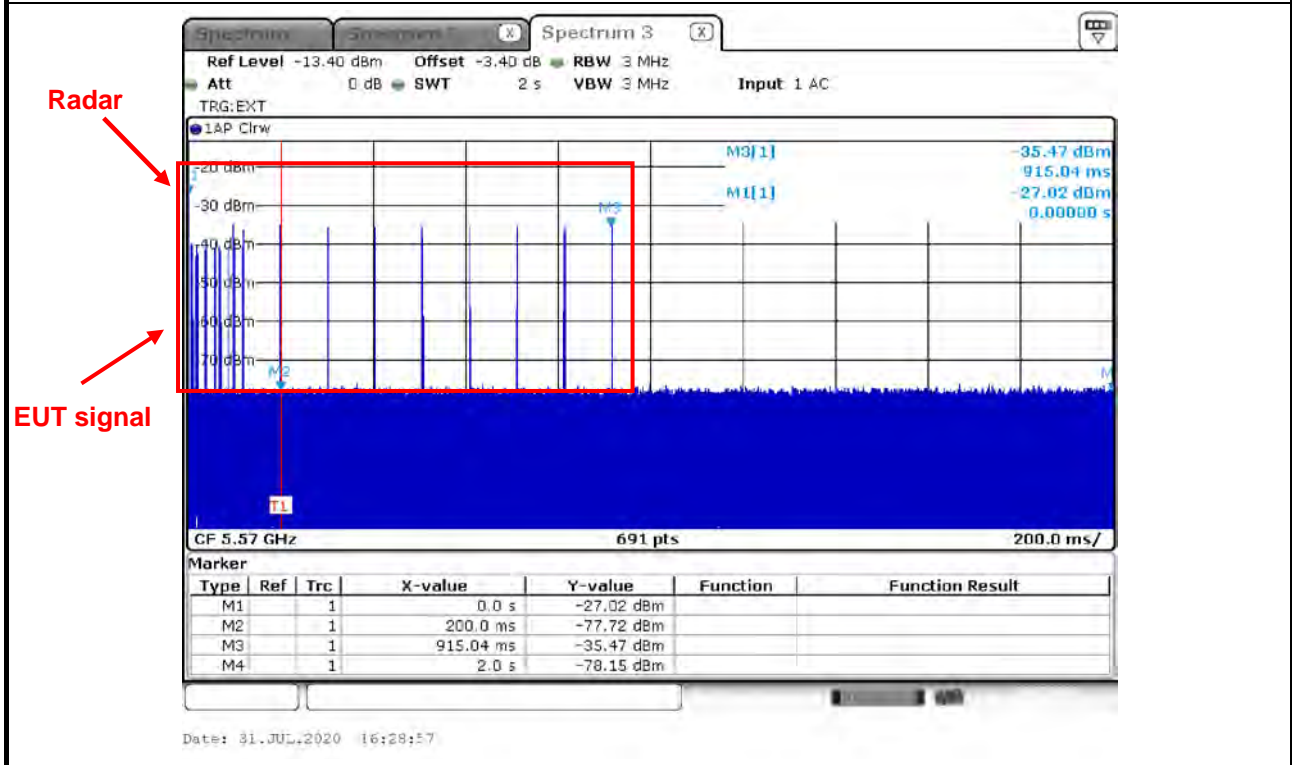 Spectrum 3
Ref Level -13.40 dBm Offset -3.40 dB RBW 3 MHz
Att 0 dB SWT 2 s VBW 3 MHz Input 1 AC
TRG:EXT
Radar
1AP Clrw
M3[1] -35.47 dBm
915.04 ms
M1[1] -27.02 dBm
0.00000 s
-20 dBm
-30 dBm
M3
-40 dBm
-50 dBm
-60 dBm
-70 dBm
M2
M
EUT signal
T1
CF 5.57 GHz 691 pts 200.0 ms/
Marker
Type Ref Trc X-value Y-value Function Function Result
M1 1 0.0 s -27.02 dBm
M2 1 200.0 ms -77.72 dBm
M3 1 915.04 ms -35.47 dBm
M4 1 2.0 s -78.15 dBm
Date: 31.JUL.2020 16:28:57